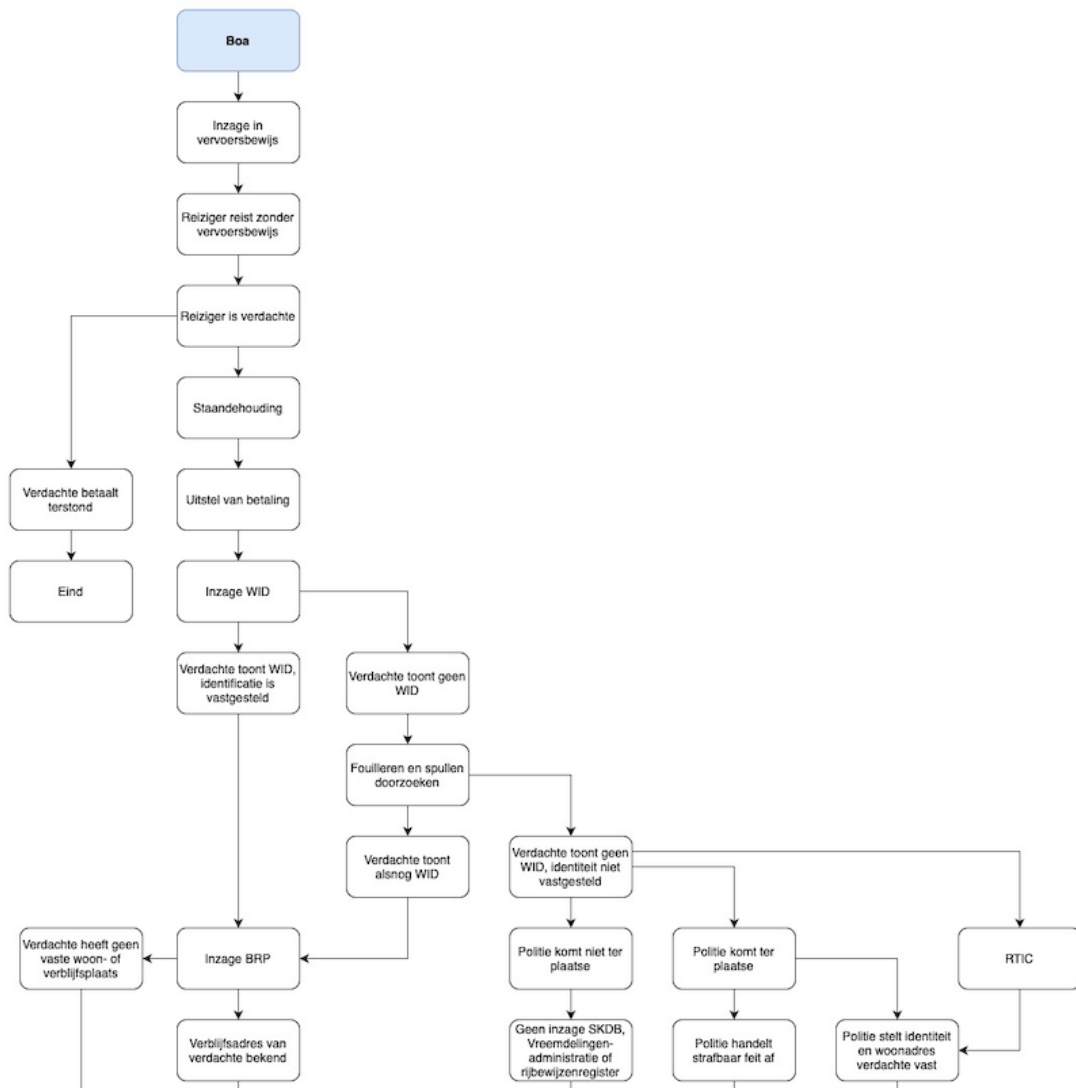 Boa
Inzage in
vervoersbewijs
Reiziger reist zonder
vervoersbewijs
Reiziger is verdachte
Staandehouding
Verdachte betaalt
terstond
Uitstel van betaling
Eind
Inzage WID
Verdachte toont WID,
identificatie is
vastgesteld
Verdachte toont geen
WID
Fouilleren en spullen
doorzoeken
Verdachte toont
alsnog WID
Verdachte toont geen
WID, identiteit niet
vastgesteld
Verdachte heeft geen
vaste woon- of
verblijfsplaats
Inzage BRP
Politie komt niet ter
plaatse
Politie komt ter
plaatse
RTIC
Verblijfsadres van
verdachte bekend
Geen inzage SKDB,
Vreemdelingen-
administratie of
rijbewijzenregister
Politie handelt
strafbaar feit af
Politie stelt identiteit
en woonadres
verdachte vast